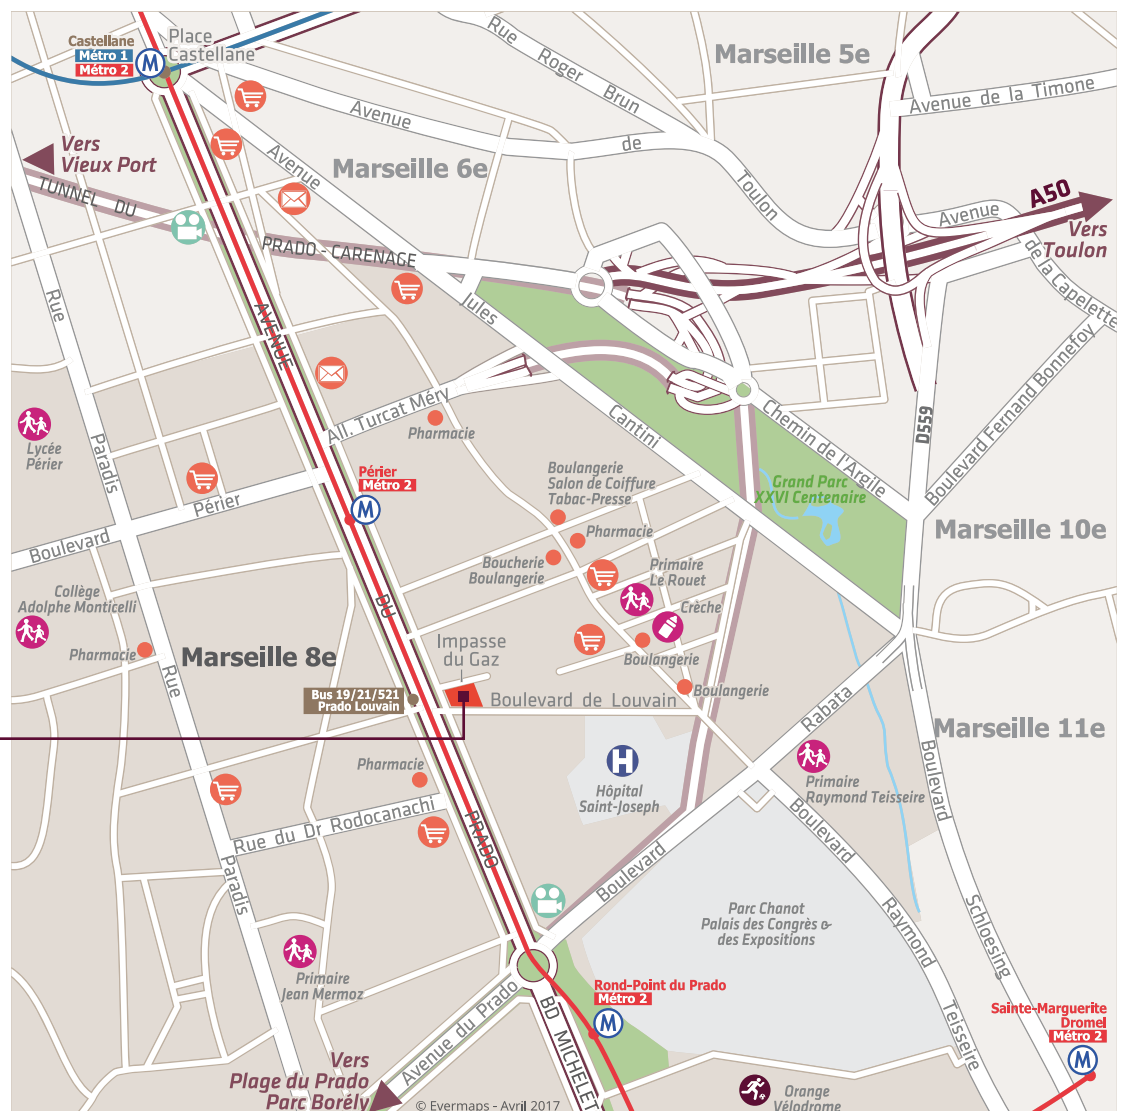 Place
Castellane
Castellane
Métro 1
Métro 2
M
Rue Roger Brun
Marseille 5e
Avenue de la Timone
Avenue de Toulon
Vers
Vieux Port
Avenue Jules Cantini
Marseille 6e
TUNNEL DU PRADO - CARENAGE
A50
Vers
Toulon
Avenue de la Capelette
Rue Paradis
AVENUE DU PRADO
All. Turcat Méry
Pharmacie
Lycée
Périer
Chemin de l'Argile
D559
Boulevard Fernand Bonnefoy
Périer
Métro 2
M
Boulevard Périer
Boulangerie
Salon de Coiffure
Tabac-Presse
Grand Parc
XXVI Centenaire
Pharmacie
Marseille 10e
Boucherie
Boulangerie
Primaire
Le Rouet
Collège
Adolphe Monticelli
Crèche
Pharmacie
Marseille 8e
Impasse
du Gaz
Boulangerie
Bus 19/21/521
Prado Louvain
Boulevard de Louvain
Boulangerie
Rue Paradis
Boulevard Rabata
Marseille 11e
Pharmacie
H
Hôpital
Saint-Joseph
Primaire
Raymond Teisseire
Rue du Dr Rodocanachi
Boulevard Raymond Teisseire
Boulevard Schloesing
Parc Chanot
Palais des Congrès &
des Expositions
Primaire
Jean Mermoz
Rond-Point du Prado
Métro 2
M
Avenue du Prado
BD MICHELET
Sainte-Marguerite
Dromel
Métro 2
M
Vers
Plage du Prado
Parc Borély
© Evermaps - Avril 2017
Orange
Vélodrome